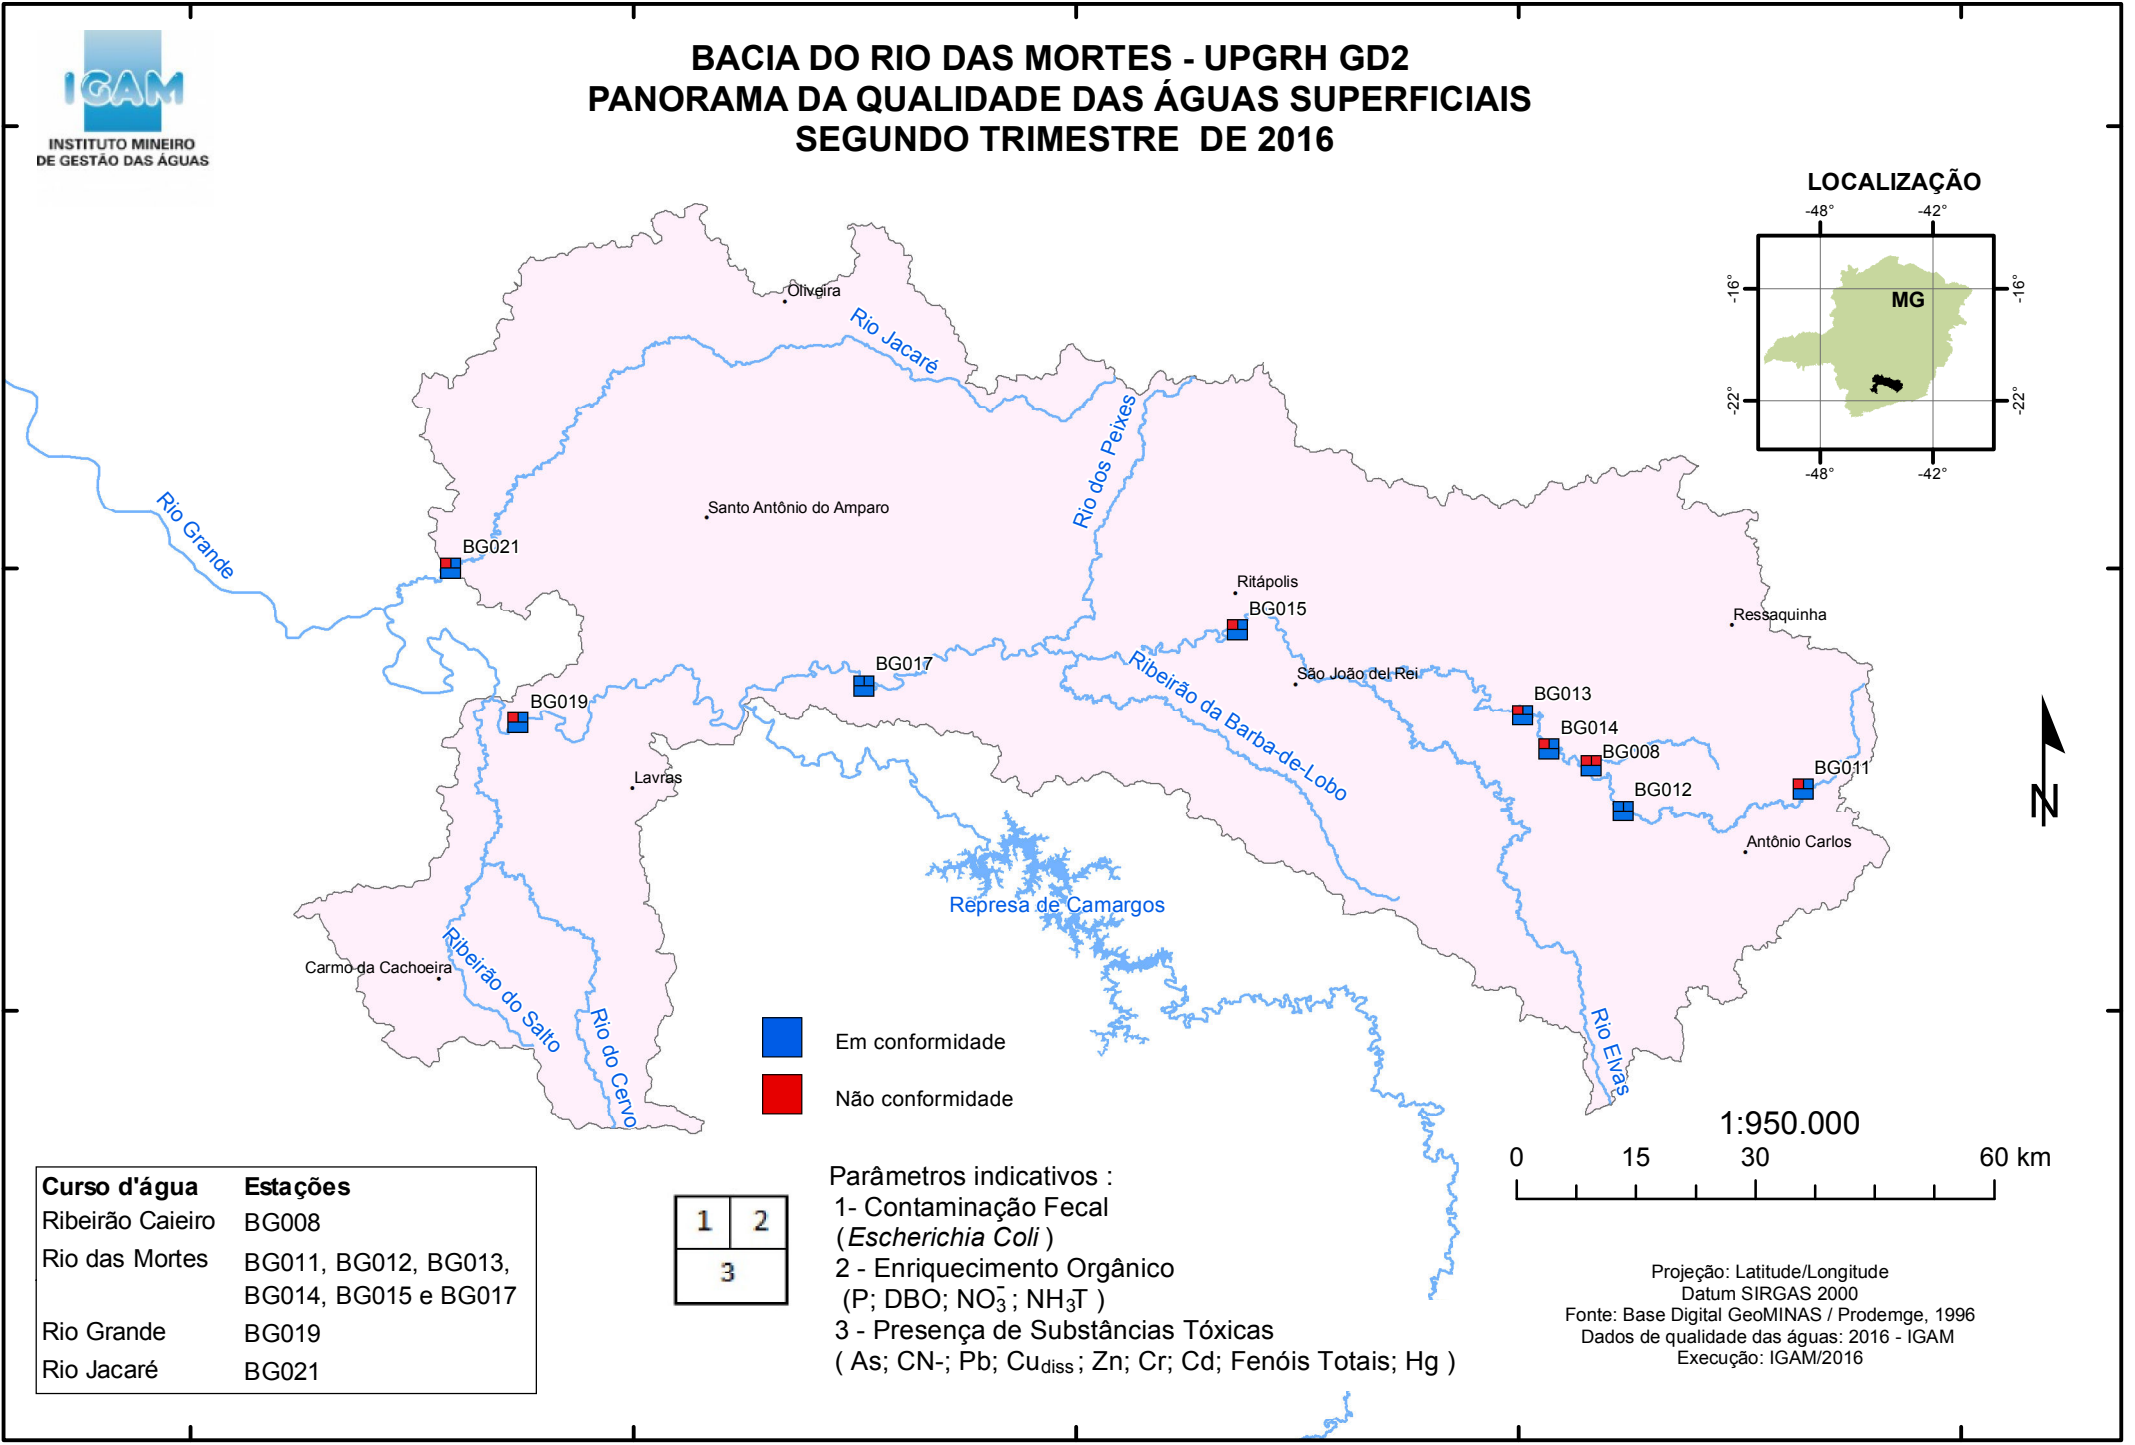 IGAM
INSTITUTO MINEIRO
DE GESTÃO DAS ÁGUAS
BACIA DO RIO DAS MORTES - UPGRH GD2
PANORAMA DA QUALIDADE DAS ÁGUAS SUPERFICIAIS
SEGUNDO TRIMESTRE DE 2016
LOCALIZAÇÃO
-48°
-42°
-16°
-16°
MG
-22°
-22°
-48°
-42°
Oliveira
Rio Jacaré
Rio dos Peixes
Rio Grande
Santo Antônio do Amparo
BG021
Ritápolis
BG015
Ressaquinha
BG017
Ribeirão da Barba-de-Lobo
São João del Rei
BG019
BG013
BG014
BG008
BG011
BG012
Lavras
Antônio Carlos
Represa de Camargos
Carmo da Cachoeira
Ribeirão do Salto
Rio do Cervo
Rio Elvas
N
Em conformidade
Não conformidade
1:950.000
0 15 30 60 km
Curso d'água Estações
Ribeirão Caieiro BG008
Rio das Mortes BG011, BG012, BG013,
BG014, BG015 e BG017
Rio Grande BG019
Rio Jacaré BG021
1 2
3
Parâmetros indicativos :
1- Contaminação Fecal
(Escherichia Coli )
2 - Enriquecimento Orgânico
(P; DBO; NO₃⁻; NH₃T )
3 - Presença de Substâncias Tóxicas
( As; CN-; Pb; Cudiss; Zn; Cr; Cd; Fenóis Totais; Hg )
Projeção: Latitude/Longitude
Datum SIRGAS 2000
Fonte: Base Digital GeoMINAS / Prodemge, 1996
Dados de qualidade das águas: 2016 - IGAM
Execução: IGAM/2016